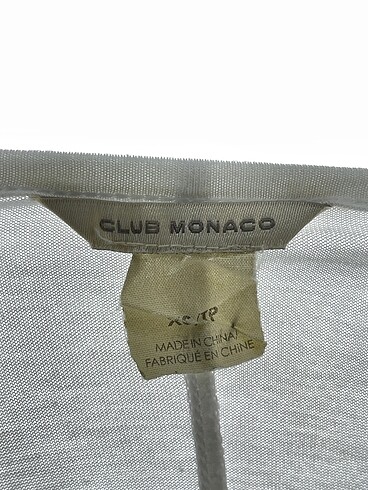 CLUB MONACO
XS/TP
MADE IN CHINA/
FABRIQUÉ EN CHINE